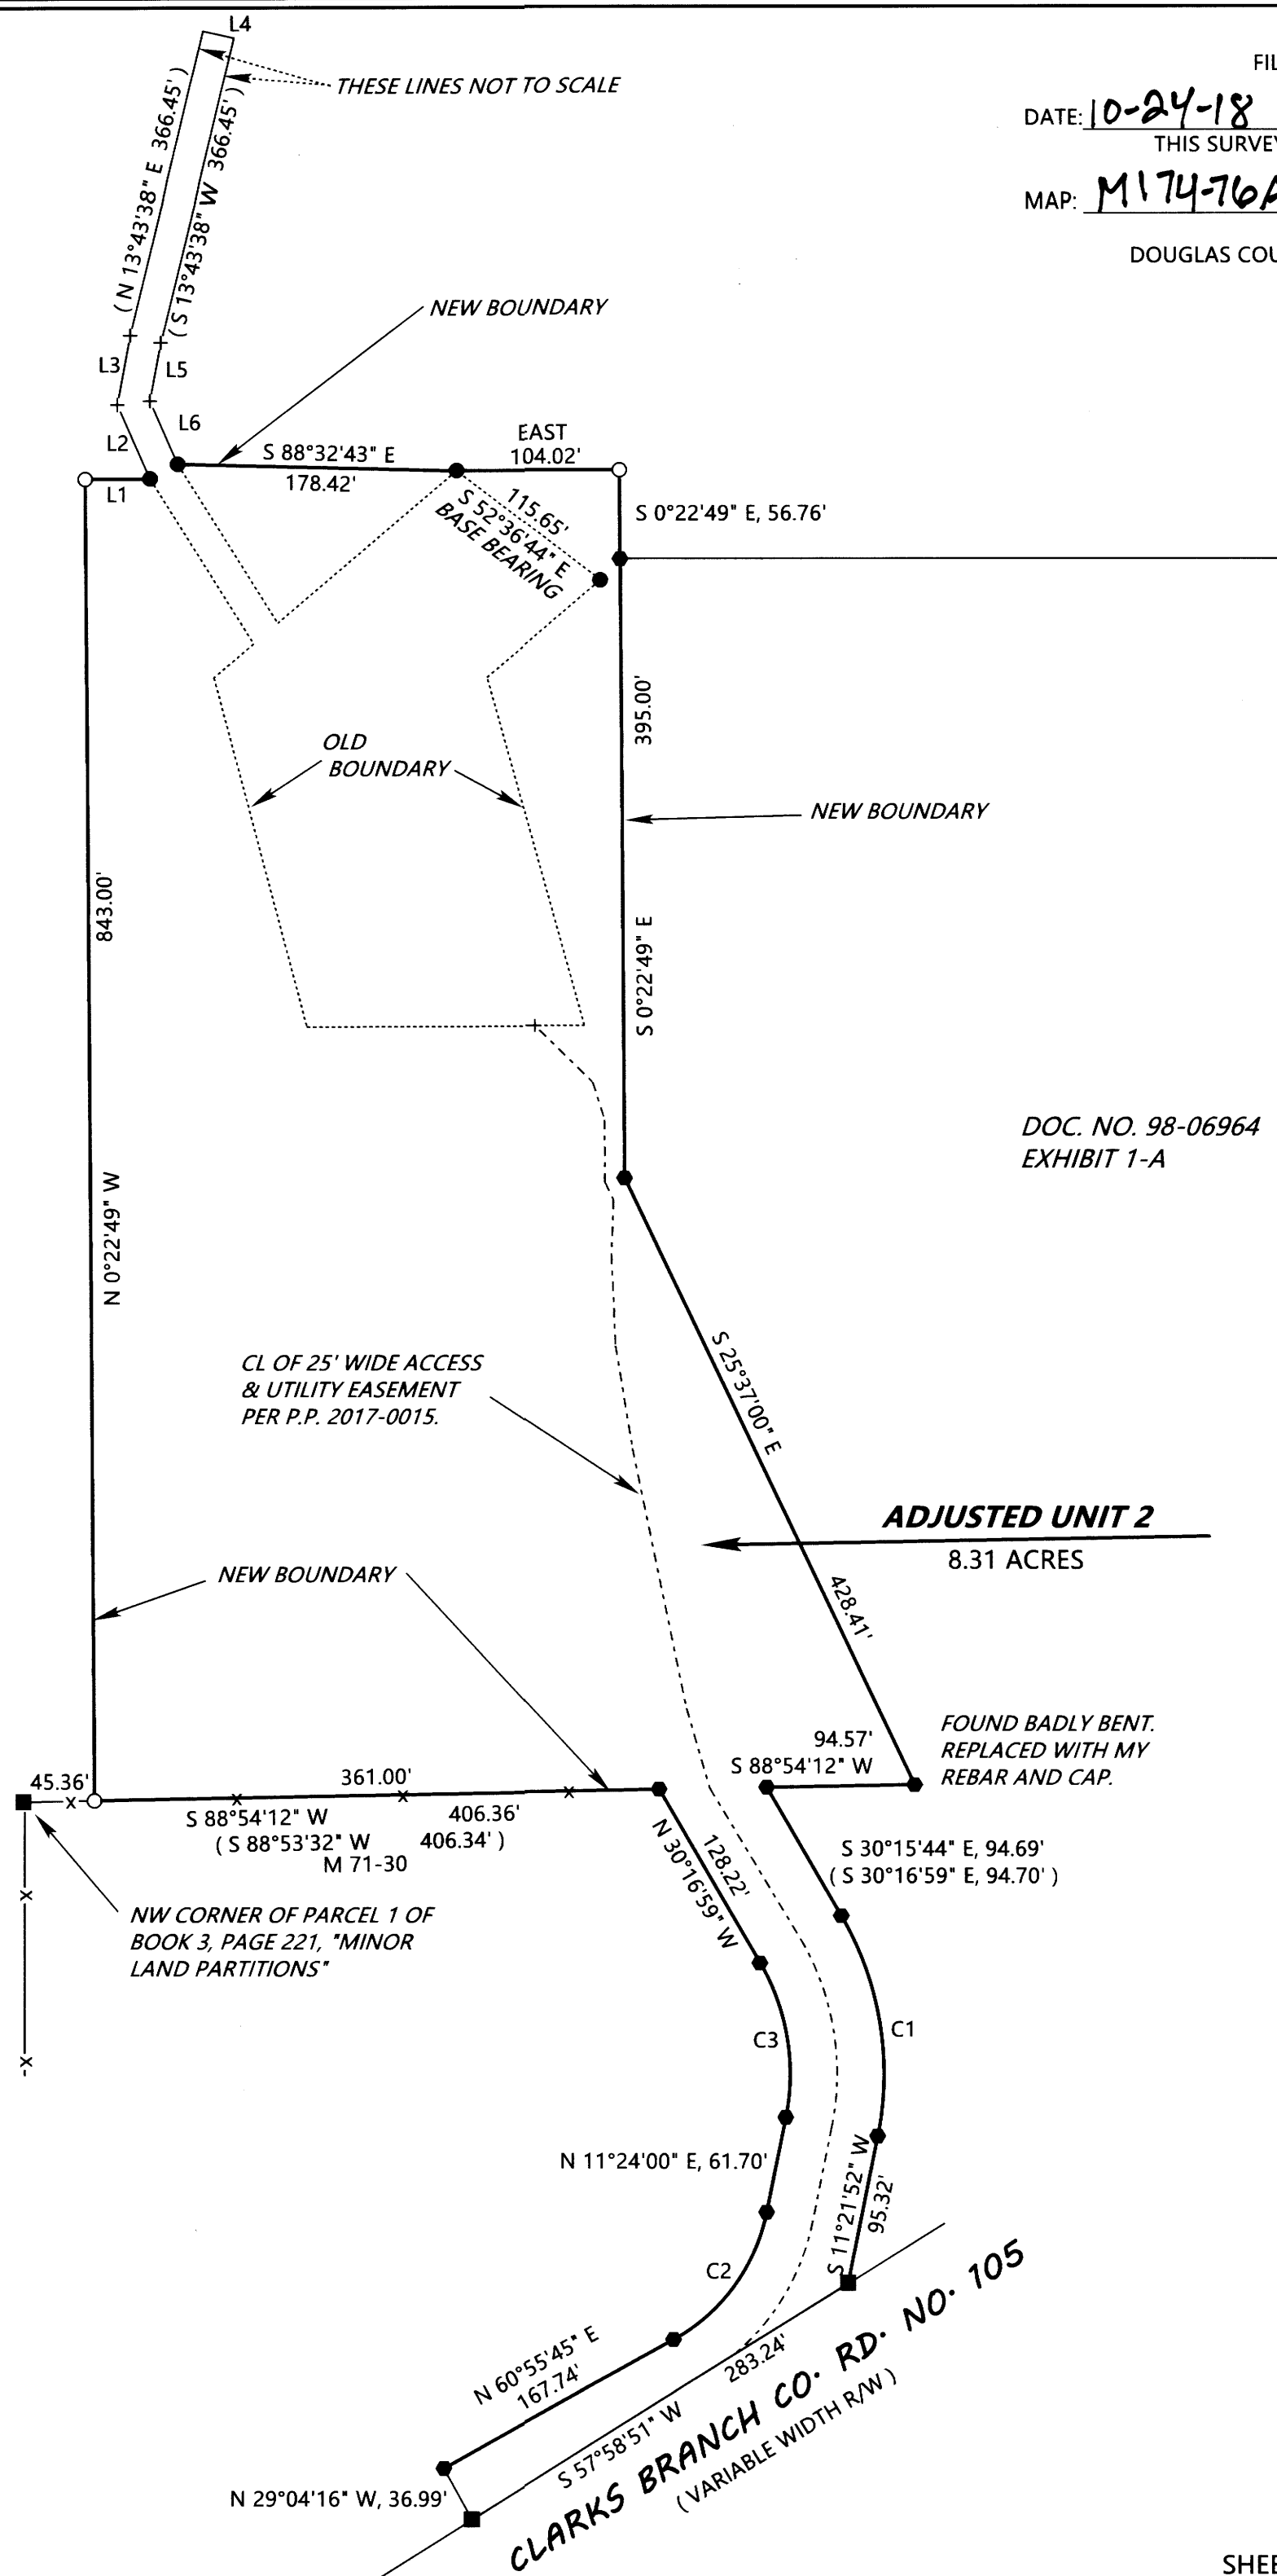 L4
FIL
THESE LINES NOT TO SCALE
DATE: 10-24-18
THIS SURVEY
( N 13°43'38" E 366.45' )
( S 13°43'38" W 366.45' )
MAP: M174-76A
DOUGLAS COU
NEW BOUNDARY
L3
L5
L6
L2
L1
S 88°32'43" E
178.42'
EAST
104.02'
S 0°22'49" E, 56.76'
115.65'
S 52°36'44" E
BASE BEARING
395.00'
OLD
BOUNDARY
NEW BOUNDARY
843.00'
S 0°22'49" E
DOC. NO. 98-06964
EXHIBIT 1-A
N 0°22'49" W
CL OF 25' WIDE ACCESS
& UTILITY EASEMENT
PER P.P. 2017-0015.
S 25°37'00" E
ADJUSTED UNIT 2
8.31 ACRES
NEW BOUNDARY
428.41'
FOUND BADLY BENT.
REPLACED WITH MY
REBAR AND CAP.
94.57'
S 88°54'12" W
45.36'
361.00'
S 88°54'12" W 406.36'
( S 88°53'32" W 406.34' )
M 71-30
128.22'
N 30°16'59" W
S 30°15'44" E, 94.69'
( S 30°16'59" E, 94.70' )
NW CORNER OF PARCEL 1 OF
BOOK 3, PAGE 221, "MINOR
LAND PARTITIONS"
C3
C1
N 11°24'00" E, 61.70'
S 11°21'52" W
95.32'
C2
N 60°55'45" E
167.74'
283.24'
S 57°58'51" W
CLARKS BRANCH CO. RD. NO. 105
( VARIABLE WIDTH R/W )
N 29°04'16" W, 36.99'
SHEE